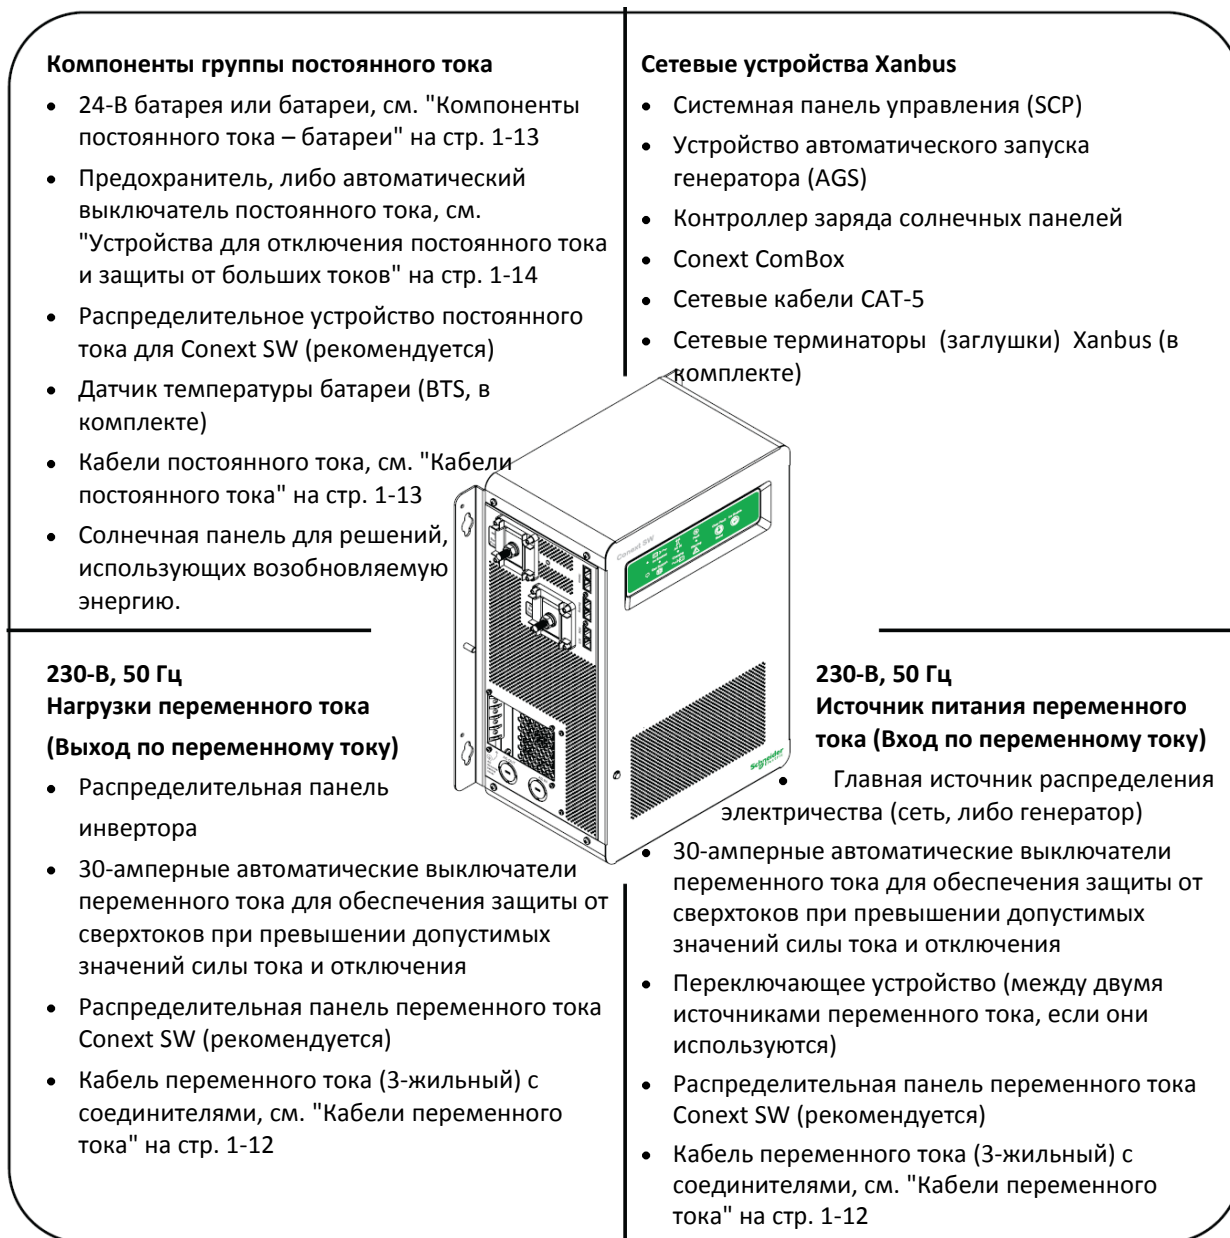 Компоненты группы постоянного тока
• 24-В батарея или батареи, см. "Компоненты
постоянного тока – батареи" на стр. 1-13
• Предохранитель, либо автоматический
выключатель постоянного тока, см.
"Устройства для отключения постоянного тока
и защиты от больших токов" на стр. 1-14
• Распределительное устройство постоянного
тока для Conext SW (рекомендуется)
• Датчик температуры батареи (BTS, в
комплекте)
• Кабели постоянного тока, см. "Кабели
постоянного тока" на стр. 1-13
• Солнечная панель для решений,
использующих возобновляемую
энергию.
Сетевые устройства Xanbus
• Системная панель управления (SCP)
• Устройство автоматического запуска
генератора (AGS)
• Контроллер заряда солнечных панелей
• Conext ComBox
• Сетевые кабели CAT-5
• Сетевые терминаторы (заглушки) Xanbus (в
комплекте)
Conext SW
Schneider
230-В, 50 Гц
Нагрузки переменного тока
(Выход по переменному току)
• Распределительная панель
инвертора
• 30-амперные автоматические выключатели
переменного тока для обеспечения защиты от
сверхтоков при превышении допустимых
значений силы тока и отключения
• Распределительная панель переменного тока
Conext SW (рекомендуется)
• Кабель переменного тока (3-жильный) с
соединителями, см. "Кабели переменного
тока" на стр. 1-12
230-В, 50 Гц
Источник питания переменного
тока (Вход по переменному току)
• Главная источник распределения
электричества (сеть, либо генератор)
• 30-амперные автоматические выключатели
переменного тока для обеспечения защиты от
сверхтоков при превышении допустимых
значений силы тока и отключения
• Переключающее устройство (между двумя
источниками переменного тока, если они
используются)
• Распределительная панель переменного тока
Conext SW (рекомендуется)
• Кабель переменного тока (3-жильный) с
соединителями, см. "Кабели переменного
тока" на стр. 1-12